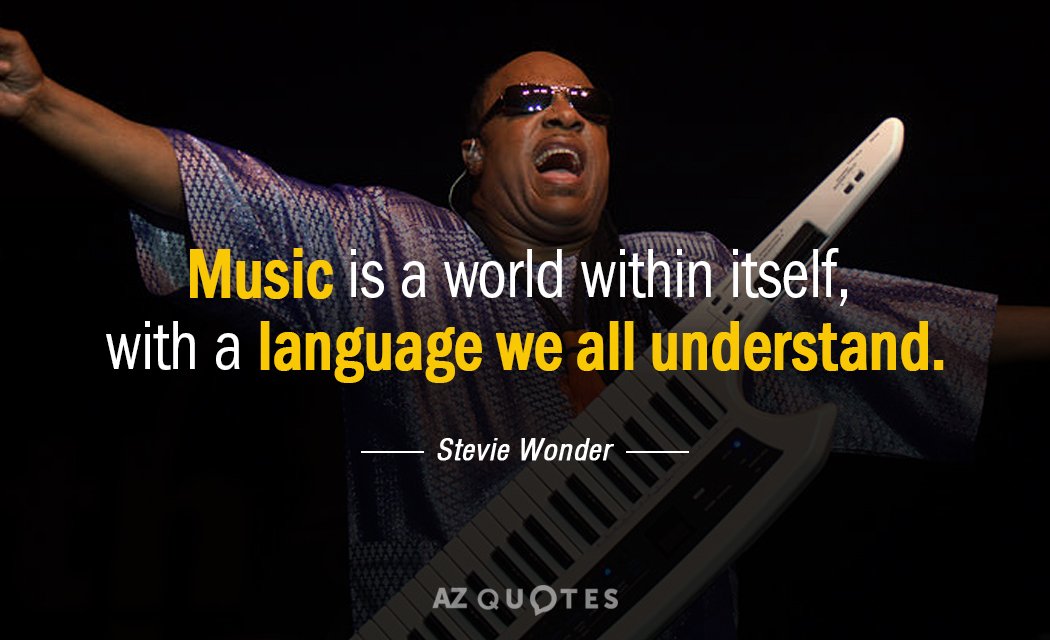 Music is a world within itself,
with a language we all understand.
Stevie Wonder
AZ QUOTES